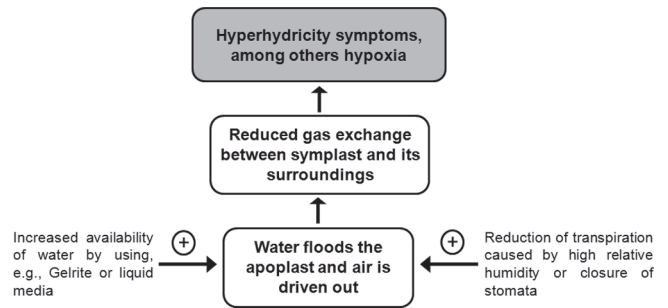 Hyperhydricity symptoms,
among others hypoxia
Reduced gas exchange
between symplast and its
surroundings
Increased availability
of water by using,
e.g., Gelrite or liquid
media
+
Water floods the
apoplast and air is
driven out
+
Reduction of transpiration
caused by high relative
humidity or closure of
stomata